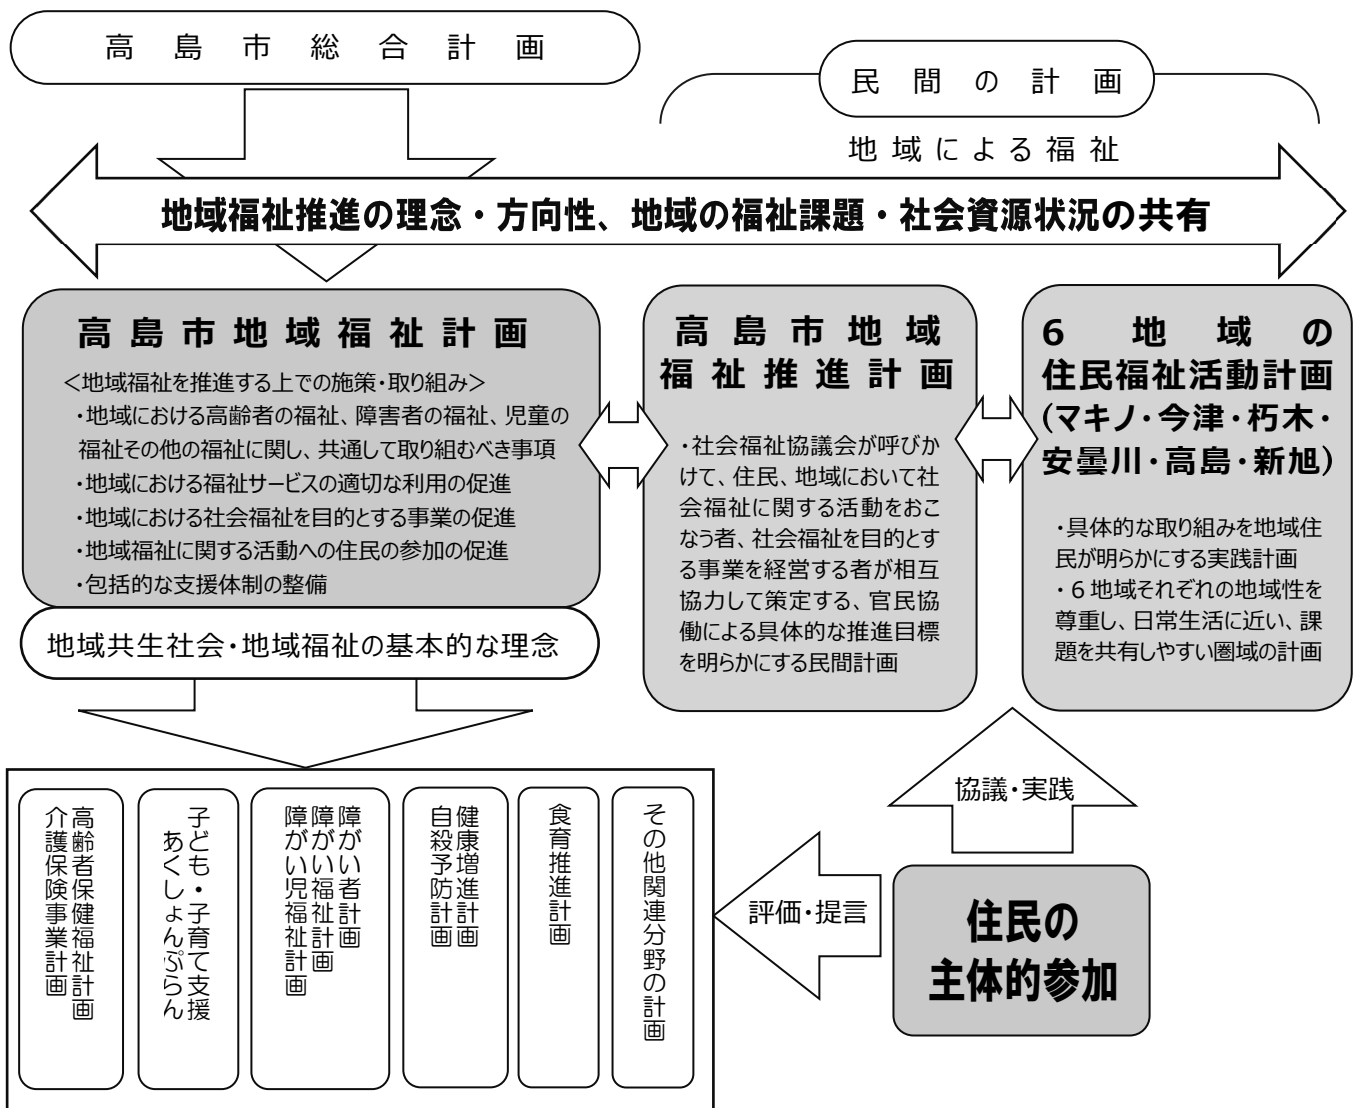 高島市総合計画
民間の計画
地域による福祉
地域福祉推進の理念・方向性、地域の福祉課題・社会資源状況の共有
高島市地域福祉計画
＜地域福祉を推進する上での施策・取り組み＞
・地域における高齢者の福祉、障害者の福祉、児童の
福祉その他の福祉に関し、共通して取り組むべき事項
・地域における福祉サービスの適切な利用の促進
・地域における社会福祉を目的とする事業の促進
・地域福祉に関する活動への住民の参加の促進
・包括的な支援体制の整備
地域共生社会・地域福祉の基本的な理念
高島市地域
福祉推進計画
・社会福祉協議会が呼びか
けて、住民、地域において社
会福祉に関する活動をおこ
なう者、社会福祉を目的とす
る事業を経営する者が相互
協力して策定する、官民協
働による具体的な推進目標
を明らかにする民間計画
6地域の
住民福祉活動計画
(マキノ・今津・朽木・
安曇川・高島・新旭)
・具体的な取り組みを地域住
民が明らかにする実践計画
・６地域それぞれの地域性を
尊重し、日常生活に近い、課
題を共有しやすい圏域の計画
高齢者保健福祉計画
介護保険事業計画
子ども・子育て支援
あくしょんぷらん
障がい者計画
障がい福祉計画
障がい児福祉計画
健康増進計画
自殺予防計画
食育推進計画
その他関連分野の計画
協議・実践
評価・提言
住民の
主体的参加